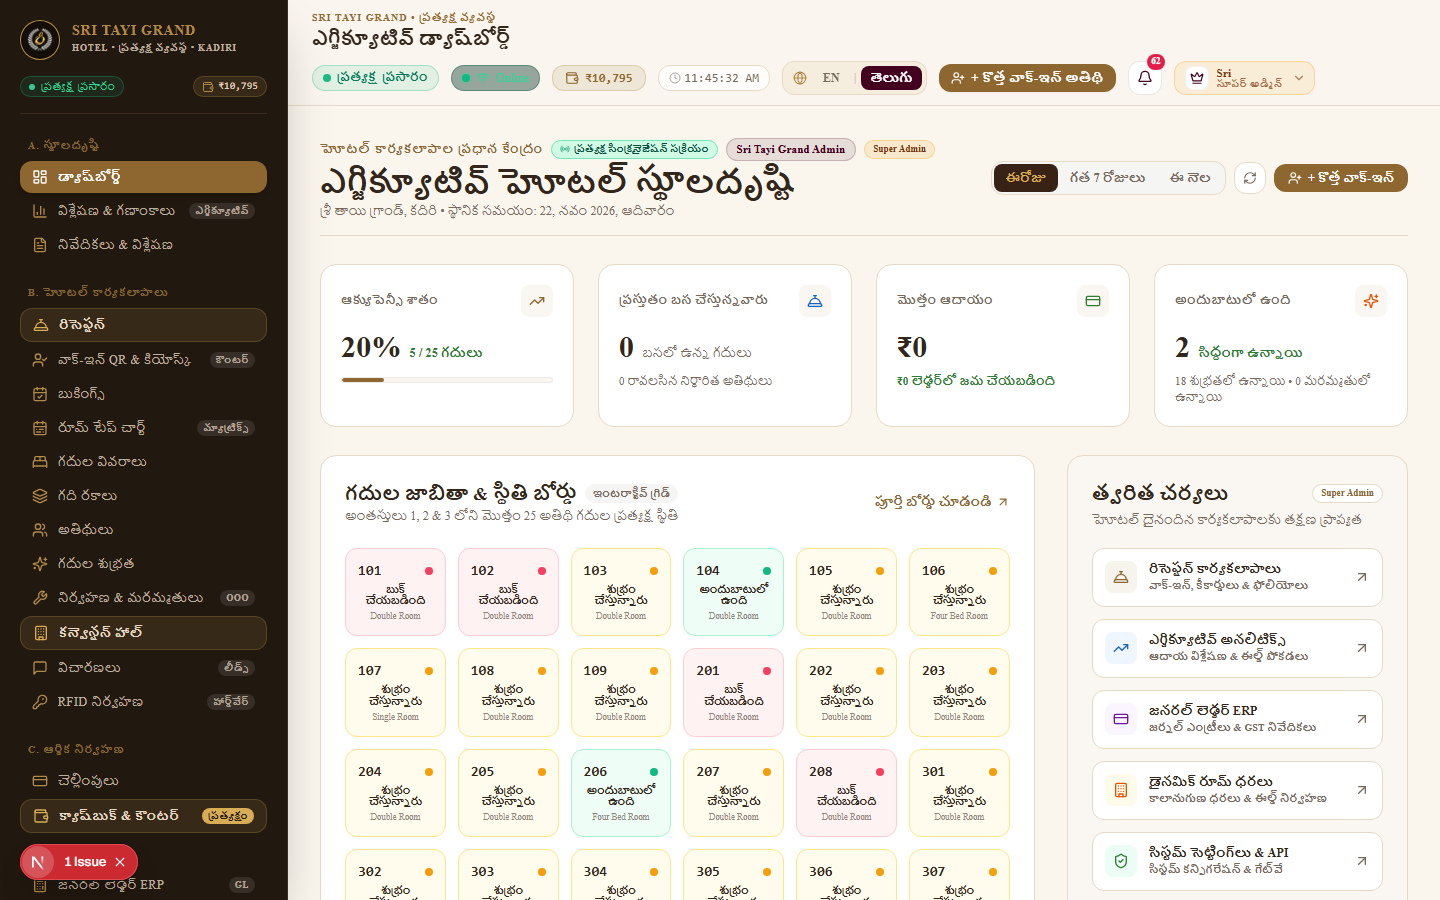 SRI TAYI GRAND
HOTEL • ప్రత్యక్ష వ్యవస్థ • KADIRI
ప్రత్యక్ష ప్రసారం
₹10,795
A. స్థూలదృష్టి
డ్యాష్‌బోర్డ్
విశ్లేషణ & గణాంకాలు
ఎగ్జిక్యూటివ్
నివేదికలు & విశ్లేషణ
B. హోటల్ కార్యకలాపాలు
రిసెప్షన్
వాక్-ఇన్ QR & కియోస్క్
కౌంటర్
బుకింగ్స్
రూమ్ టేప్ చార్ట్
మ్యాట్రిక్స్
గదుల వివరాలు
గది రకాలు
అతిథులు
గదుల శుభ్రత
నిర్వహణ & మరమ్మతులు
OOO
కన్వెన్షన్ హాల్
విచారణలు
లీడ్స్
RFID నిర్వహణ
హార్డ్‌వేర్
C. ఆర్థిక నిర్వహణ
చెల్లింపులు
క్యాష్‌బుక్ & కౌంటర్
ప్రత్యక్షం
1 Issue
జనరల్ లెడ్జర్ ERP
GL
SRI TAYI GRAND • ప్రత్యక్ష వ్యవస్థ
ఎగ్జిక్యూటివ్ డ్యాష్‌బోర్డ్
ప్రత్యక్ష ప్రసారం
₹10,795
11:45:32 AM
EN
తెలుగు
+ కొత్త వాక్-ఇన్ అతిథి
62
Sri
సూపర్ అడ్మిన్
హోటల్ కార్యకలాపాల ప్రధాన కేంద్రం
ప్రత్యక్ష సింక్రనైజేషన్ సక్రియం
Sri Tayi Grand Admin
Super Admin
ఎగ్జిక్యూటివ్ హోటల్ స్థూలదృష్టి
శ్రీ తాయి గ్రాండ్, కదిరి • స్థానిక సమయం: 22, నవం 2026, ఆదివారం
ఈరోజు
గత 7 రోజులు
ఈ నెల
+ కొత్త వాక్-ఇన్
ఆక్యుపెన్సీ శాతం
20%
5 / 25 గదులు
ప్రస్తుతం బస చేస్తున్నవారు
0 బసలో ఉన్న గదులు
0 రావలసిన నిర్ధారిత అతిథులు
మొత్తం ఆదాయం
₹0
₹0 లెడ్జర్‌లో జమ చేయబడింది
అందుబాటులో ఉంది
2 సిద్ధంగా ఉన్నాయి
18 శుభ్రతలో ఉన్నాయి • 0 మరమ్మతులో
ఉన్నాయి
గదుల జాబితా & స్థితి బోర్డు
ఇంటరాక్టివ్ గ్రిడ్
అంతస్తులు 1, 2 & 3 లోని మొత్తం 25 అతిథి గదుల ప్రత్యక్ష స్థితి
పూర్తి బోర్డు చూడండి
101
బుక్
చేయబడింది
Double Room
102
బుక్
చేయబడింది
Double Room
103
శుభ్రం
చేస్తున్నారు
Double Room
104
అందుబాటులో
ఉంది
Double Room
105
శుభ్రం
చేస్తున్నారు
Double Room
106
శుభ్రం
చేస్తున్నారు
Four Bed Room
107
శుభ్రం
చేస్తున్నారు
Single Room
108
శుభ్రం
చేస్తున్నారు
Double Room
109
శుభ్రం
చేస్తున్నారు
Double Room
201
బుక్
చేయబడింది
Double Room
202
శుభ్రం
చేస్తున్నారు
Double Room
203
శుభ్రం
చేస్తున్నారు
Double Room
204
శుభ్రం
చేస్తున్నారు
Double Room
205
శుభ్రం
చేస్తున్నారు
Double Room
206
అందుబాటులో
ఉంది
Four Bed Room
207
శుభ్రం
చేస్తున్నారు
Double Room
208
బుక్
చేయబడింది
Double Room
301
శుభ్రం
చేస్తున్నారు
Double Room
302
శుభ్రం
303
శుభ్రం
304
శుభ్రం
305
శుభ్రం
306
శుభ్రం
307
శుభ్రం
త్వరిత చర్యలు
Super Admin
హోటల్ దైనందిన కార్యకలాపాలకు తక్షణ ప్రాప్యత
రిసెప్షన్ కార్యకలాపాలు
వాక్-ఇన్, కీకార్డులు & ఫోలియోలు
ఎగ్జిక్యూటివ్ అనలిటిక్స్
ఆదాయ విశ్లేషణ & ఈల్డ్ పోకడలు
జనరల్ లెడ్జర్ ERP
జర్నల్ ఎంట్రీలు & GST నివేదికలు
డైనమిక్ రూమ్ ధరలు
కాలానుగుణ ధరలు & ఈల్డ్ నిర్వహణ
సిస్టమ్ సెట్టింగ్‌లు & API
సిస్టమ్ కన్ఫిగరేషన్ & గేట్‌వే